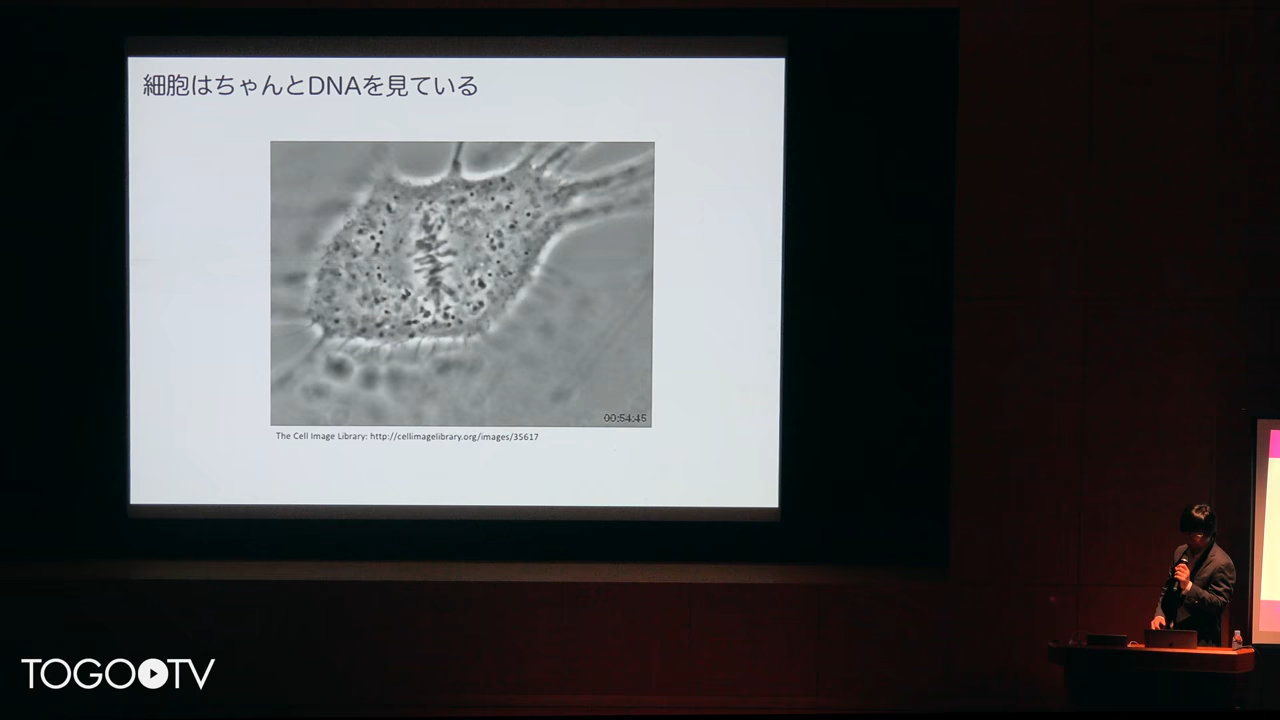 細胞はちゃんとDNAを見ている
00:54:45
The Cell Image Library: http://cellimagelibrary.org/images/35617
TOGOTV